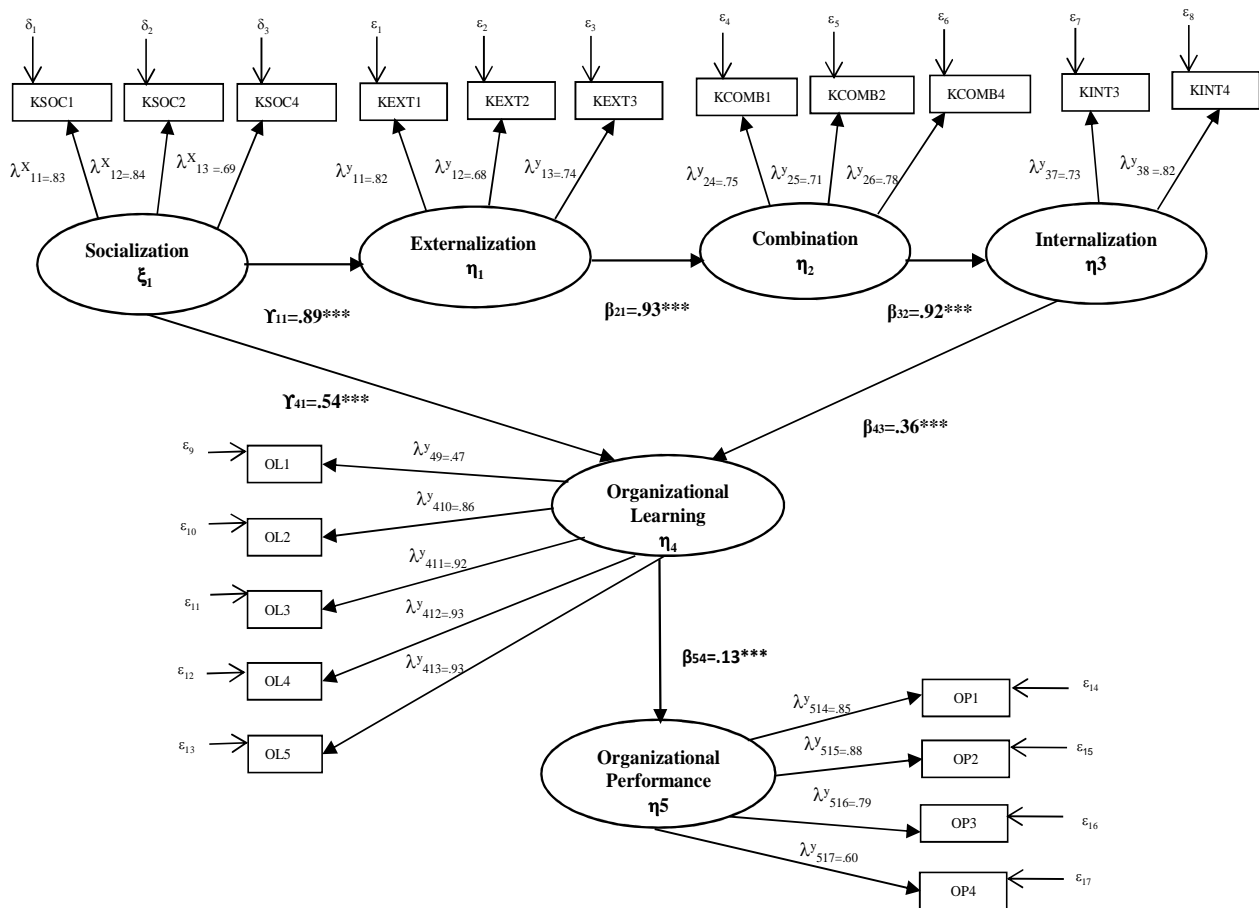 δ1 δ2 δ3 ε1 ε2 ε3 ε4 ε5 ε6 ε7 ε8
KSOC1 KSOC2 KSOC4 KEXT1 KEXT2 KEXT3 KCOMB1 KCOMB2 KCOMB4 KINT3 KINT4
λX11=.83 λX12=.84 λX13 =.69 λy11=.82 λy12=.68 λy13=.74 λy24=.75 λy25=.71 λy26=.78 λy37=.73 λy38 =.82
Socialization
ξ1
Externalization
η1
Combination
η2
Internalization
η3
ϒ11=.89*** β21=.93*** β32=.92***
ϒ41=.54*** β43=.36***
ε9 OL1 λy49=.47
ε10 OL2 λy410=.86
ε11 OL3 λy411=.92
ε12 OL4 λy412=.93
ε13 OL5 λy413=.93
Organizational
Learning
η4
β54=.13***
Organizational
Performance
η5
λy514=.85 OP1 ε14
λy515=.88 OP2 ε15
λy516=.79 OP3 ε16
λy517=.60 OP4 ε17